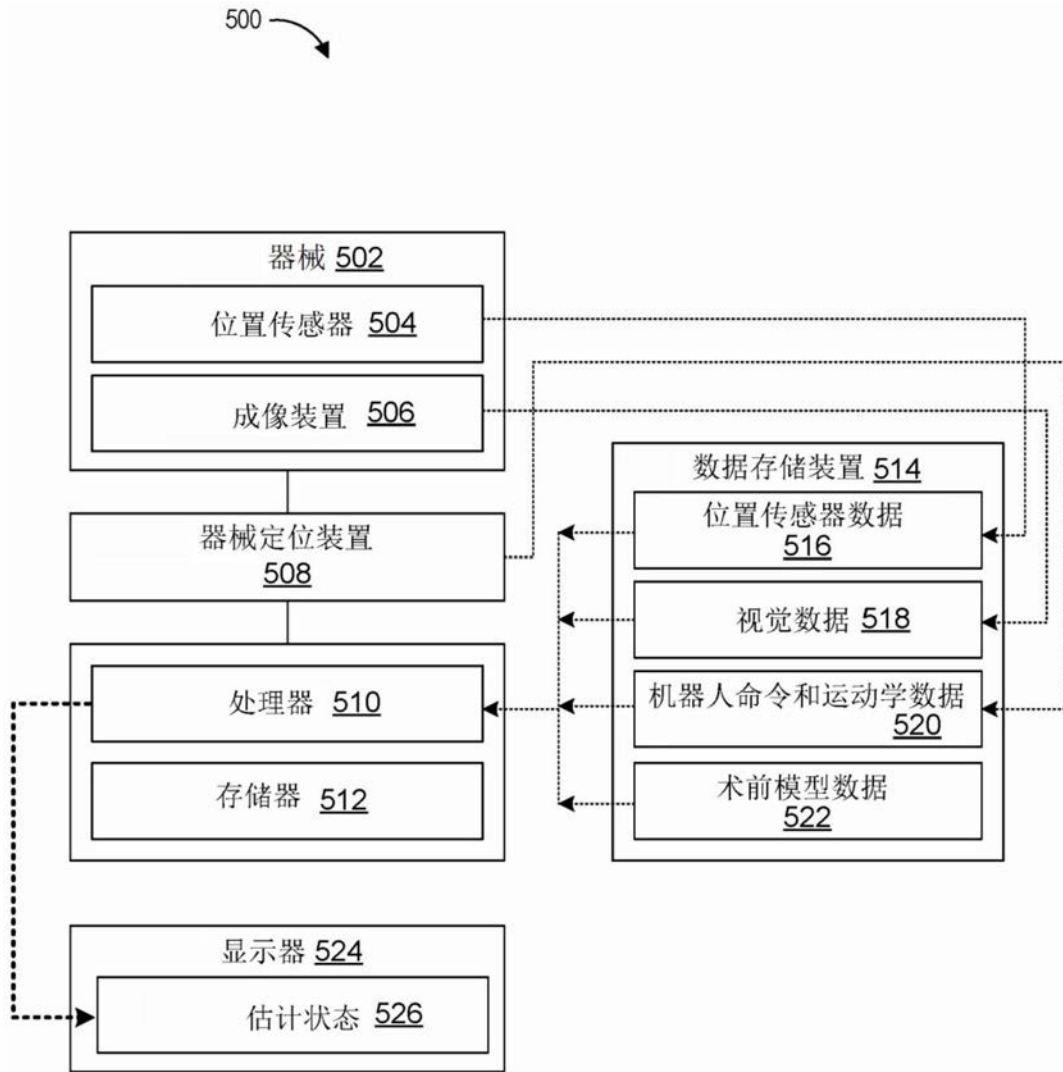 500
器械 502
位置传感器 504
成像装置 506
器械定位装置
508
处理器 510
存储器 512
数据存储装置 514
位置传感器数据
516
视觉数据 518
机器人命令和运动学数据
520
术前模型数据
522
显示器 524
估计状态 526